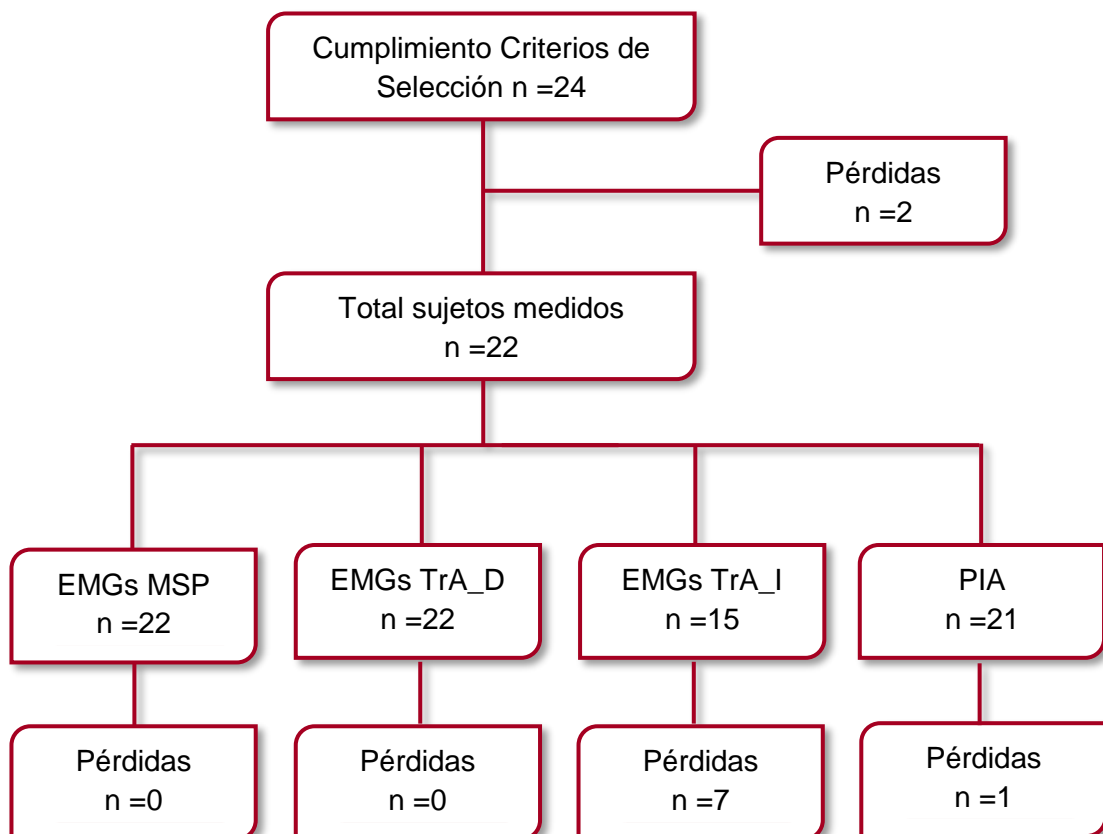 Cumplimiento Criterios de
Selección n =24
Pérdidas
n =2
Total sujetos medidos
n =22
EMGs MSP
n =22
EMGs TrA_D
n =22
EMGs TrA_I
n =15
PIA
n =21
Pérdidas
n =0
Pérdidas
n =0
Pérdidas
n =7
Pérdidas
n =1